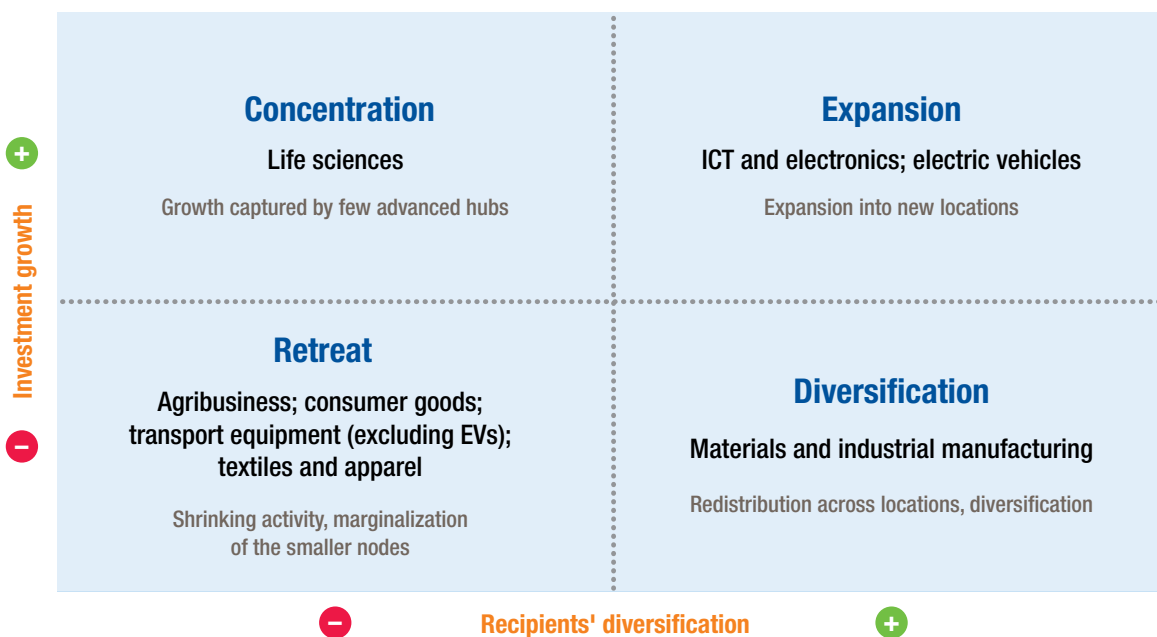 Concentration
Life sciences
Growth captured by few advanced hubs
Expansion
ICT and electronics; electric vehicles
Expansion into new locations
+
Investment growth
−
Retreat
Agribusiness; consumer goods;
transport equipment (excluding EVs);
textiles and apparel
Shrinking activity, marginalization
of the smaller nodes
Diversification
Materials and industrial manufacturing
Redistribution across locations, diversification
−
Recipients' diversification
+